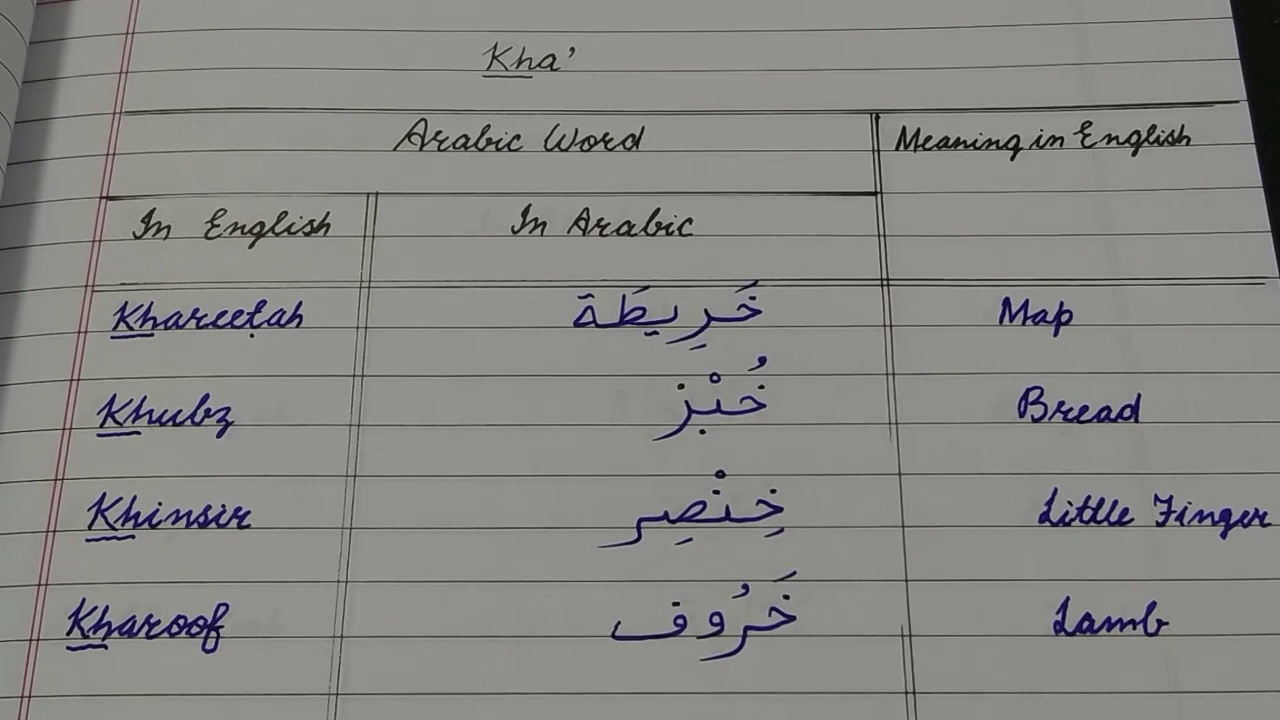 Kha'
Arabic Word Meaning in English
In English In Arabic
Khareeṭah خَرِيطَة Map
Khubz خُبْز Bread
Khinsir خِنْصِر Little Finger
Kharoof خَرُوف Lamb